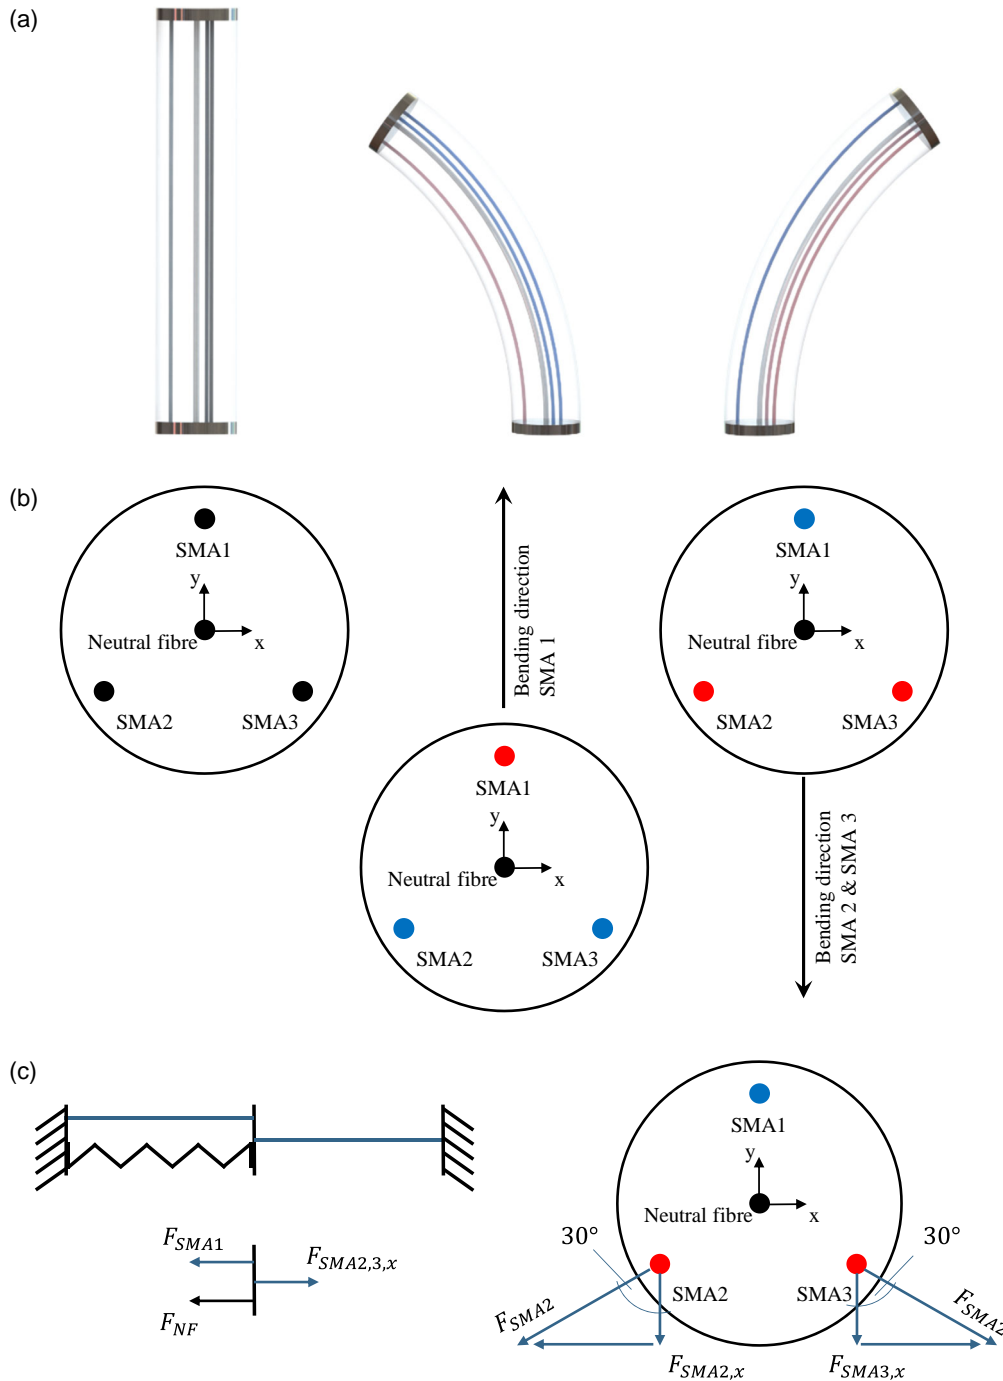 (a)
(b)
SMA1
y
Neutral fibre
x
SMA2
SMA3
Bending direction
SMA 1
SMA1
y
Neutral fibre
x
SMA2
SMA3
SMA1
y
Neutral fibre
x
SMA2
SMA3
Bending direction
SMA 2 & SMA 3
(c)
F_SMA1
F_SMA2,3,x
F_NF
SMA1
y
Neutral fibre
x
30°
30°
SMA2
SMA3
F_SMA2
F_SMA2
F_SMA2,x
F_SMA3,x